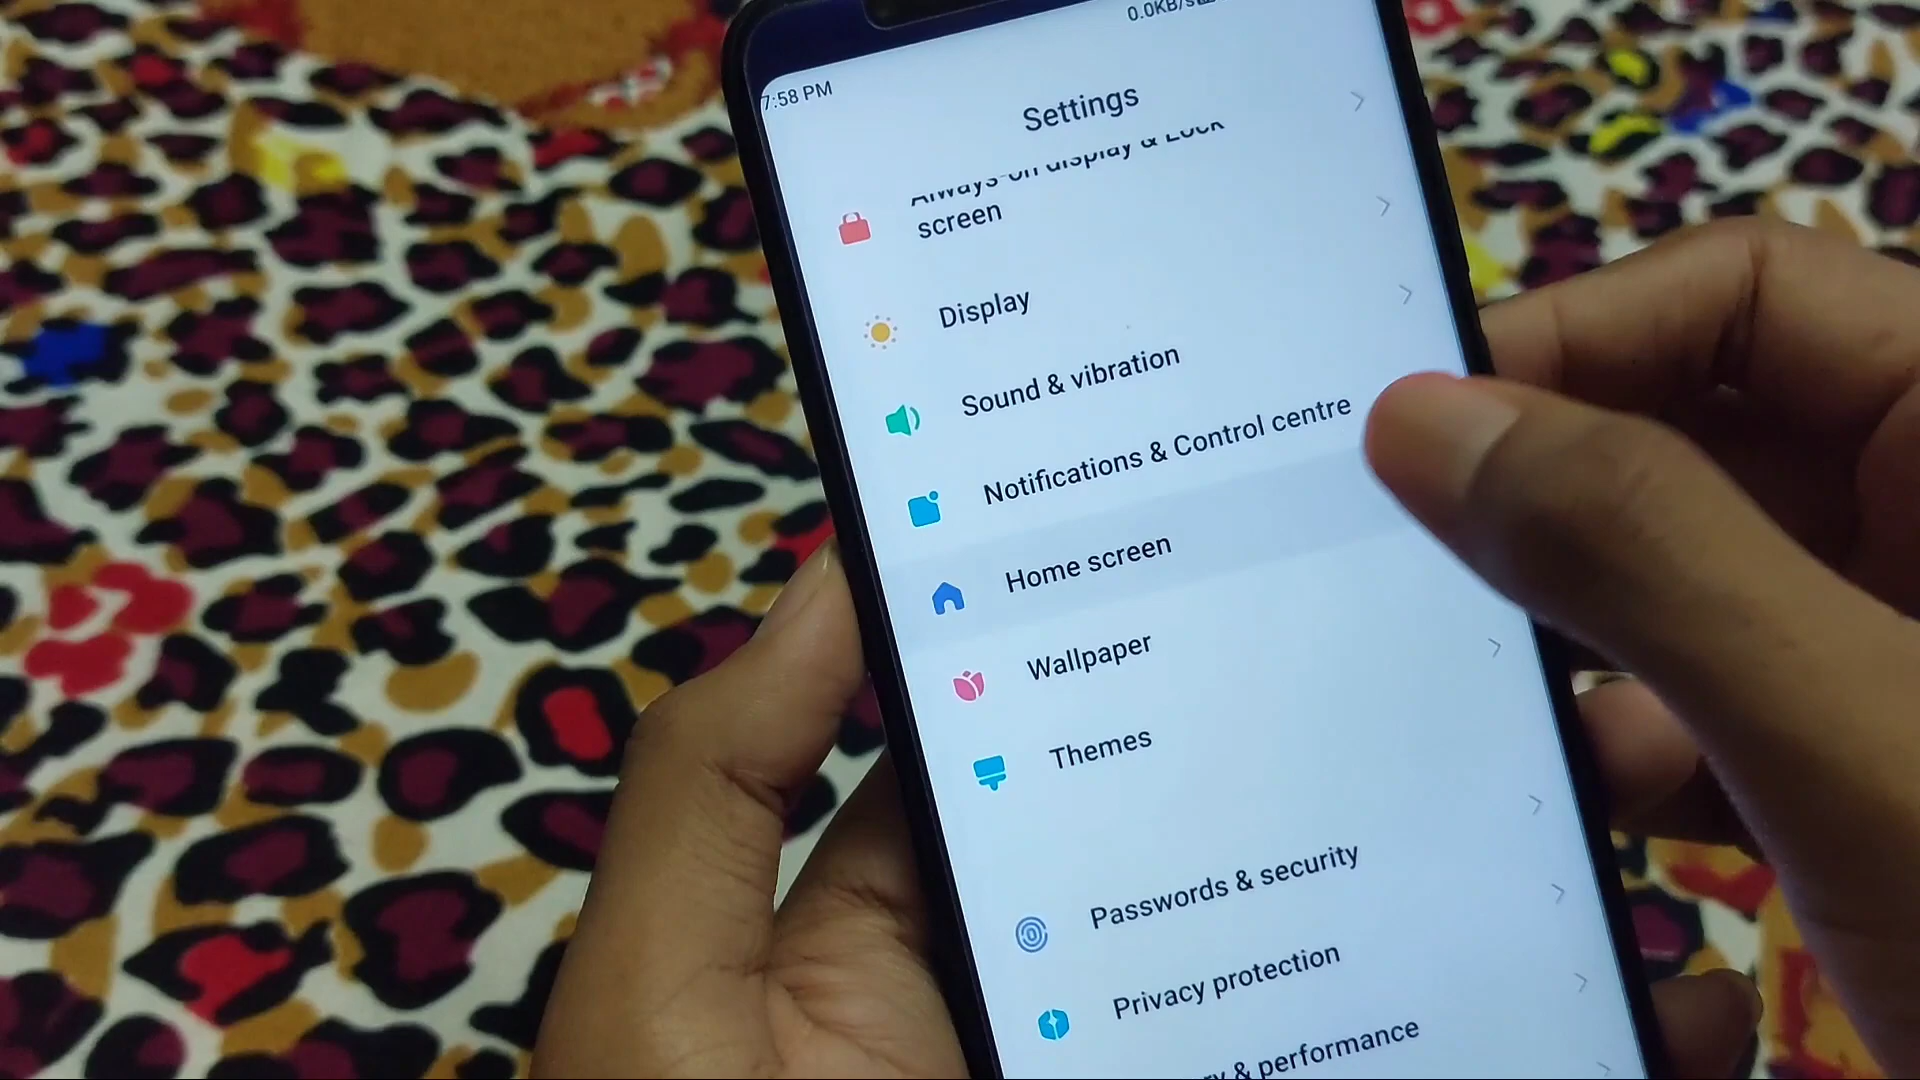 0.0KB/s
7:58 PM
Settings
Always-on display & Lock
screen
Display
Sound & vibration
Notifications & Control centre
Home screen
Wallpaper
Themes
Passwords & security
Privacy protection
& performance